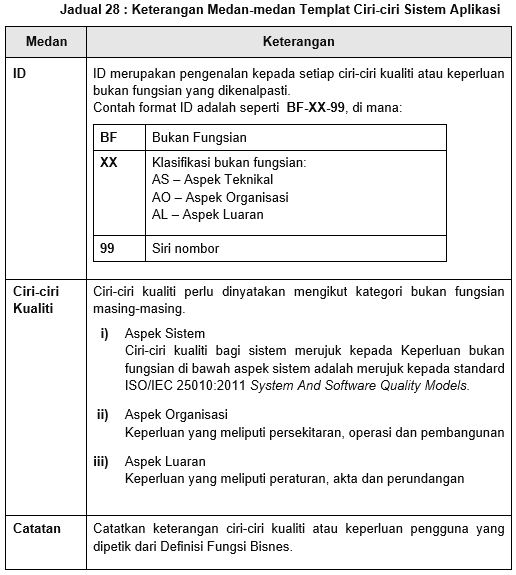 Jadual 28 : Keterangan Medan-medan Templat Ciri-ciri Sistem Aplikasi
Medan Keterangan
ID ID merupakan pengenalan kepada setiap ciri-ciri kualiti atau keperluan
bukan fungsian yang dikenalpasti.
Contah format ID adalah seperti BF-XX-99, di mana:
BF Bukan Fungsian
XX Klasifikasi bukan fungsian:
AS – Aspek Teknikal
AO – Aspek Organisasi
AL – Aspek Luaran
99 Siri nombor
Ciri-ciri Ciri-ciri kualiti perlu dinyatakan mengikut kategori bukan fungsian
Kualiti masing-masing.
i) Aspek Sistem
Ciri-ciri kualiti bagi sistem merujuk kepada Keperluan bukan
fungsian di bawah aspek sistem adalah merujuk kepada standard
ISO/IEC 25010:2011 System And Software Quality Models.
ii) Aspek Organisasi
Keperluan yang meliputi persekitaran, operasi dan pembangunan
iii) Aspek Luaran
Keperluan yang meliputi peraturan, akta dan perundangan
Catatan Catatkan keterangan ciri-ciri kualiti atau keperluan pengguna yang
dipetik dari Definisi Fungsi Bisnes.